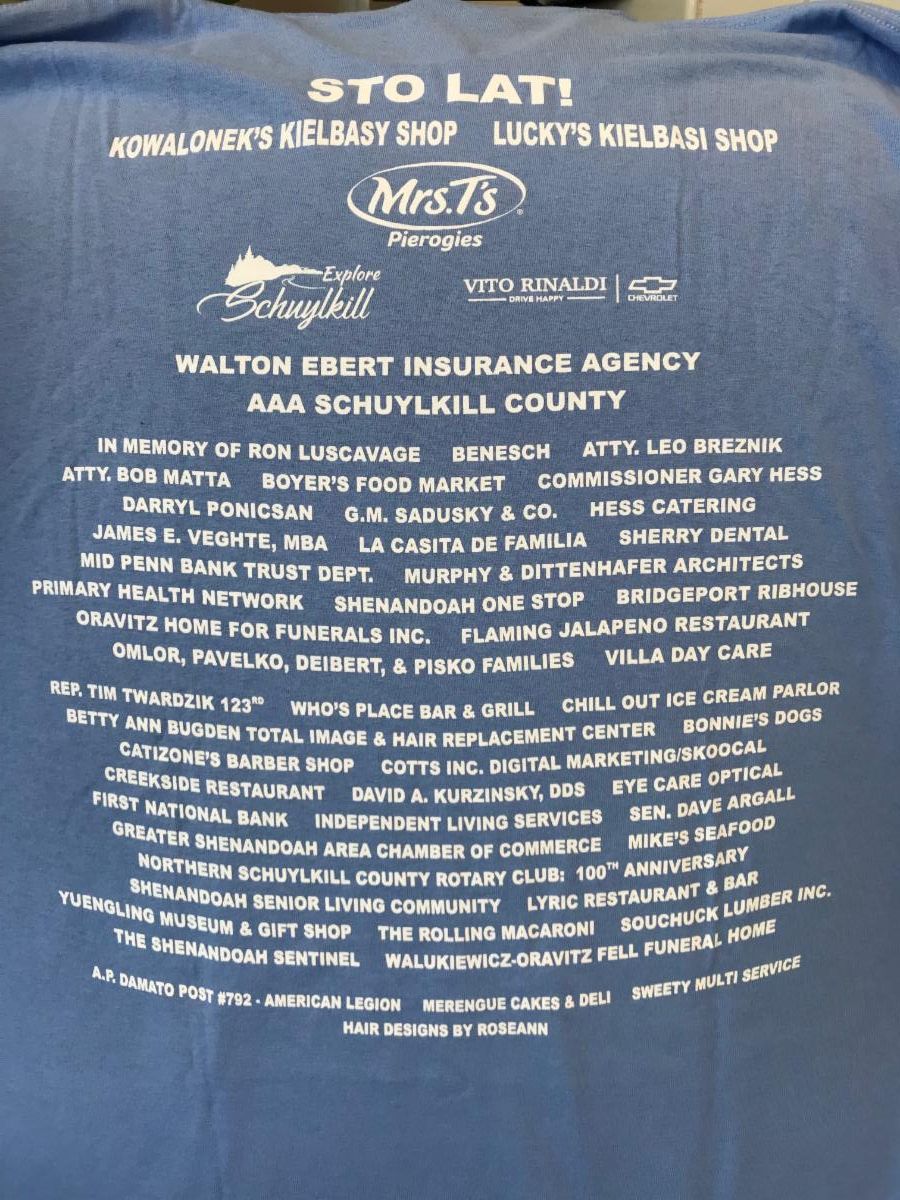 STO LAT!
KOWALONEK'S KIELBASY SHOP LUCKY'S KIELBASI SHOP
Mrs.T's®
Pierogies
Explore
Schuylkill
VITO RINALDI
DRIVE HAPPY
CHEVROLET
WALTON EBERT INSURANCE AGENCY
AAA SCHUYLKILL COUNTY
IN MEMORY OF RON LUSCAVAGE BENESCH ATTY. LEO BREZNIK
ATTY. BOB MATTA BOYER'S FOOD MARKET COMMISSIONER GARY HESS
DARRYL PONICSAN G.M. SADUSKY & CO. HESS CATERING
JAMES E. VEGHTE, MBA LA CASITA DE FAMILIA SHERRY DENTAL
MID PENN BANK TRUST DEPT. MURPHY & DITTENHAFER ARCHITECTS
PRIMARY HEALTH NETWORK SHENANDOAH ONE STOP BRIDGEPORT RIBHOUSE
ORAVITZ HOME FOR FUNERALS INC. FLAMING JALAPENO RESTAURANT
OMLOR, PAVELKO, DEIBERT, & PISKO FAMILIES VILLA DAY CARE
REP. TIM TWARDZIK 123RD WHO'S PLACE BAR & GRILL CHILL OUT ICE CREAM PARLOR
BETTY ANN BUGDEN TOTAL IMAGE & HAIR REPLACEMENT CENTER BONNIE'S DOGS
CATIZONE'S BARBER SHOP COTTS INC. DIGITAL MARKETING/SKOOCAL
CREEKSIDE RESTAURANT DAVID A. KURZINSKY, DDS EYE CARE OPTICAL
FIRST NATIONAL BANK INDEPENDENT LIVING SERVICES SEN. DAVE ARGALL
GREATER SHENANDOAH AREA CHAMBER OF COMMERCE MIKE'S SEAFOOD
NORTHERN SCHUYLKILL COUNTY ROTARY CLUB: 100TH ANNIVERSARY
SHENANDOAH SENIOR LIVING COMMUNITY LYRIC RESTAURANT & BAR
YUENGLING MUSEUM & GIFT SHOP THE ROLLING MACARONI SOUCHUCK LUMBER INC.
THE SHENANDOAH SENTINEL WALUKIEWICZ-ORAVITZ FELL FUNERAL HOME
A.P. DAMATO POST #792 - AMERICAN LEGION MERENGUE CAKES & DELI SWEETY MULTI SERVICE
HAIR DESIGNS BY ROSEANN